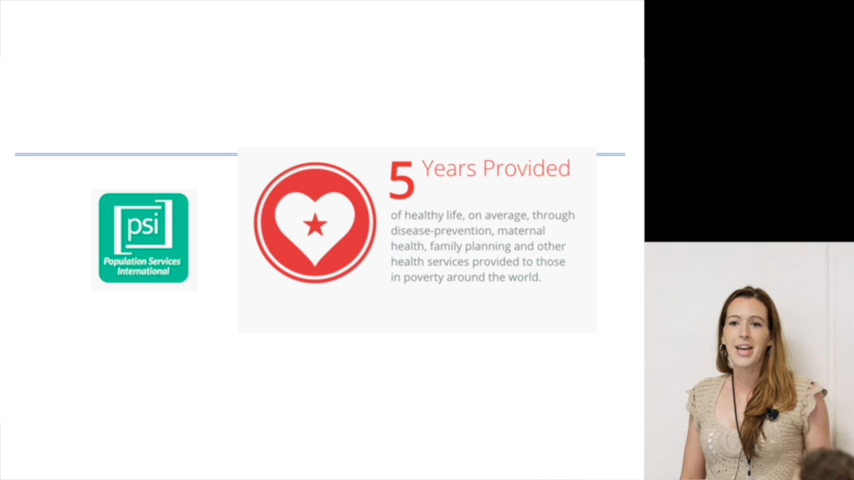 psi
Population Services
International
5 Years Provided
of healthy life, on average, through
disease-prevention, maternal
health, family planning and other
health services provided to those
in poverty around the world.